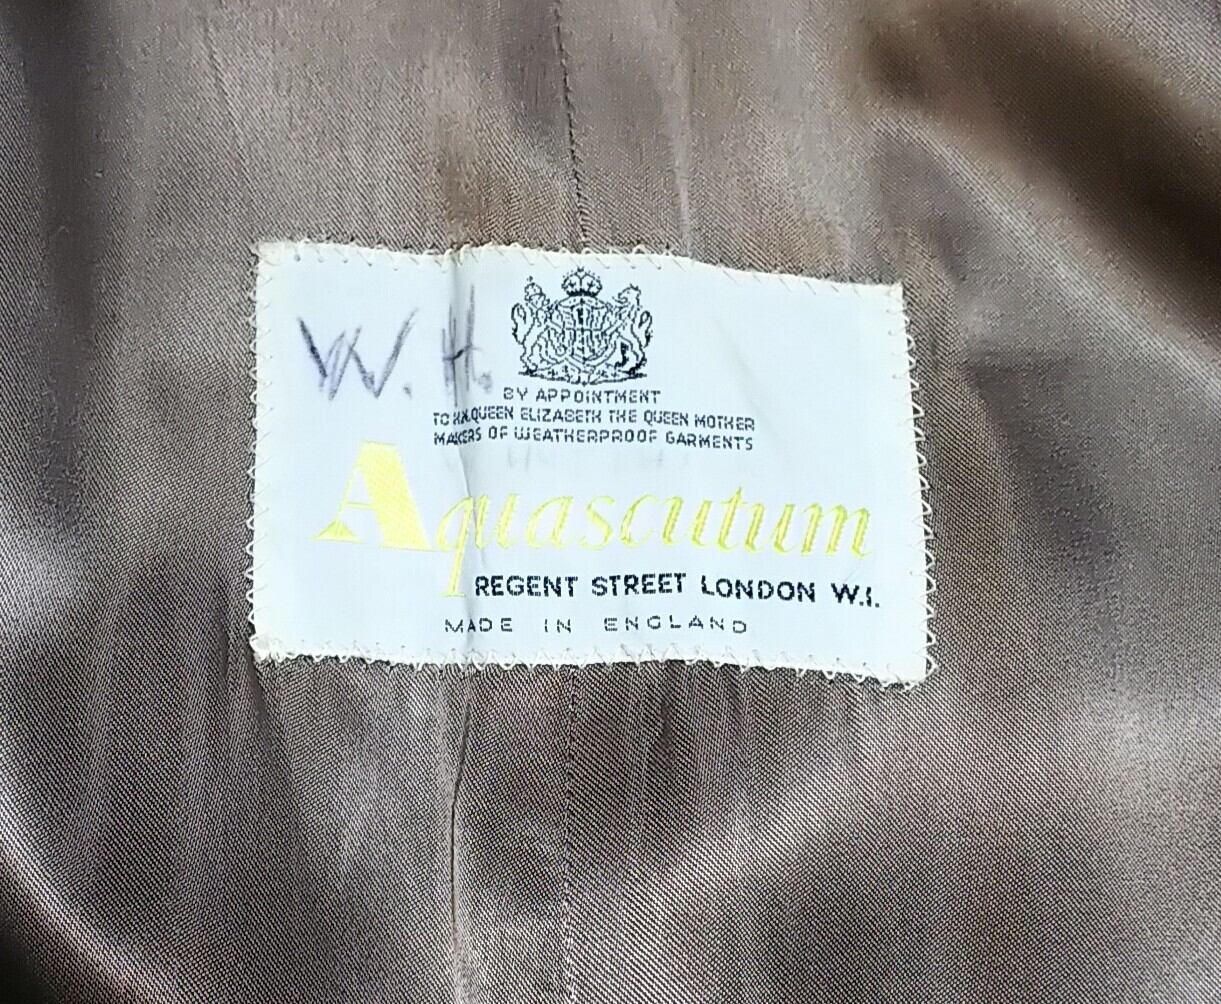 W. H.
BY APPOINTMENT
TO H.M. QUEEN ELIZABETH THE QUEEN MOTHER
MAKERS OF WEATHERPROOF GARMENTS
Aquascutum
REGENT STREET LONDON W.I.
MADE IN ENGLAND